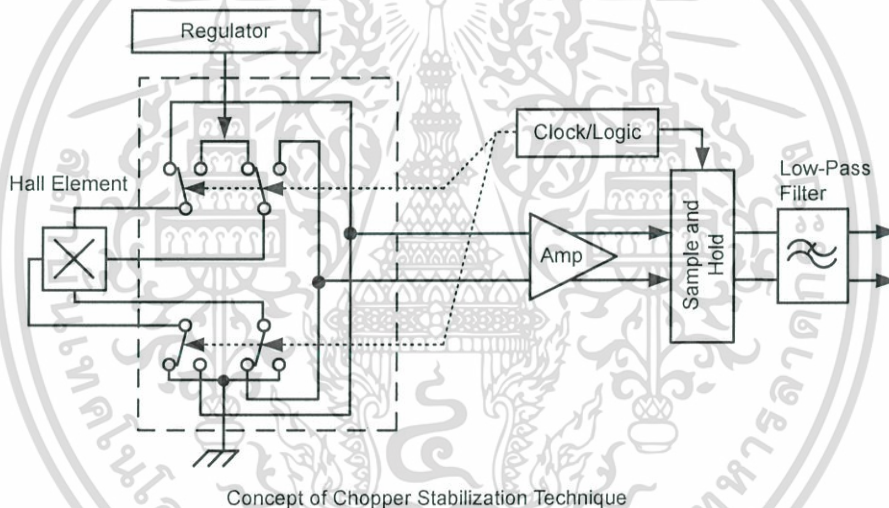 Regulator
Clock/Logic
Hall Element
Low-Pass
Filter
Amp
Sample and
Hold
Concept of Chopper Stabilization Technique